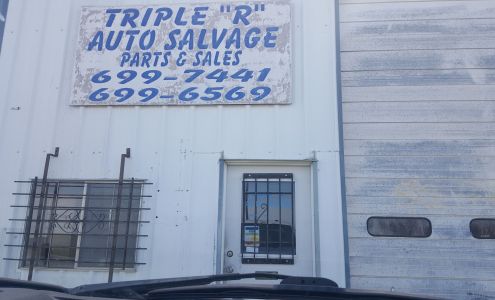 TRIPLE "R"
AUTO SALVAGE
PARTS & SALES
699-7441
699-6569